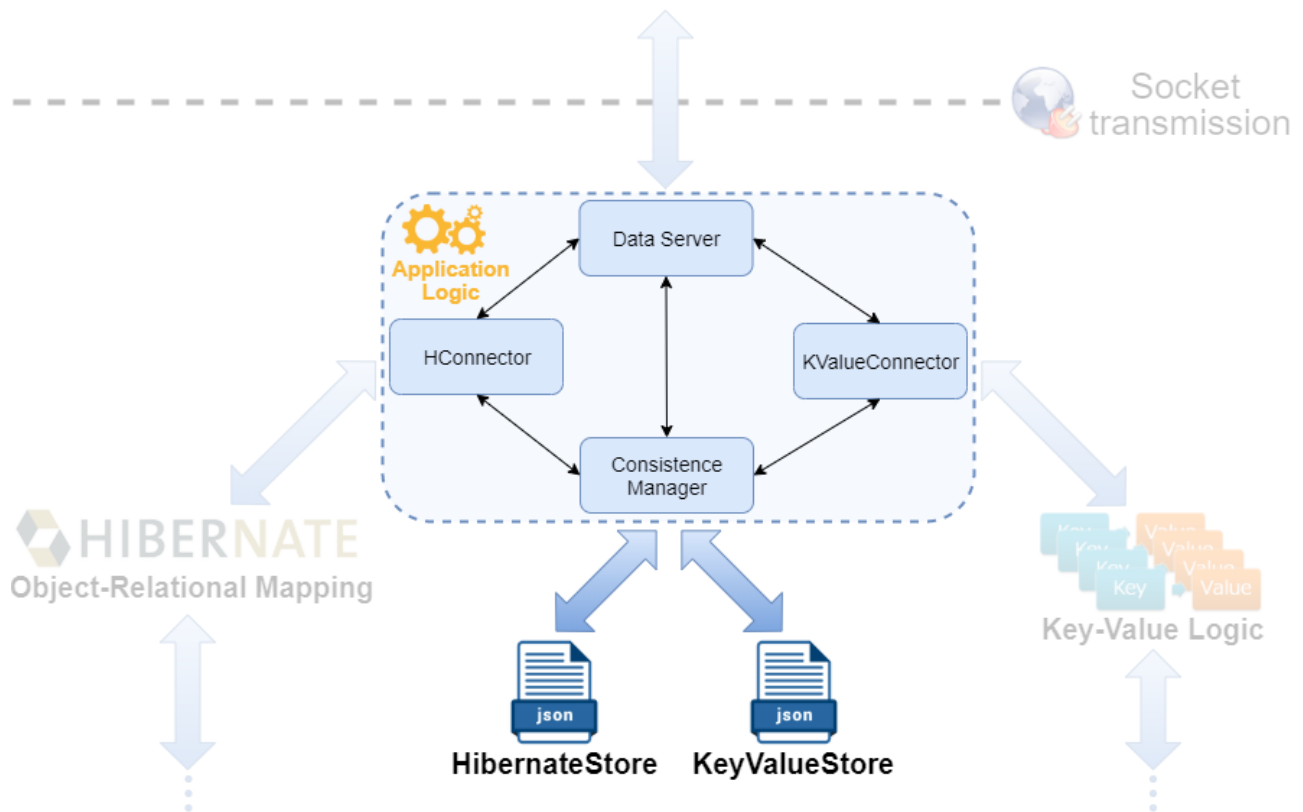 Socket
transmission
Application
Logic
Data Server
HConnector
KValueConnector
Consistence
Manager
HIBERNATE
Object-Relational Mapping
Key
Value
Key
Value
Key
Value
Key
Value
Key-Value Logic
json
json
HibernateStore
KeyValueStore